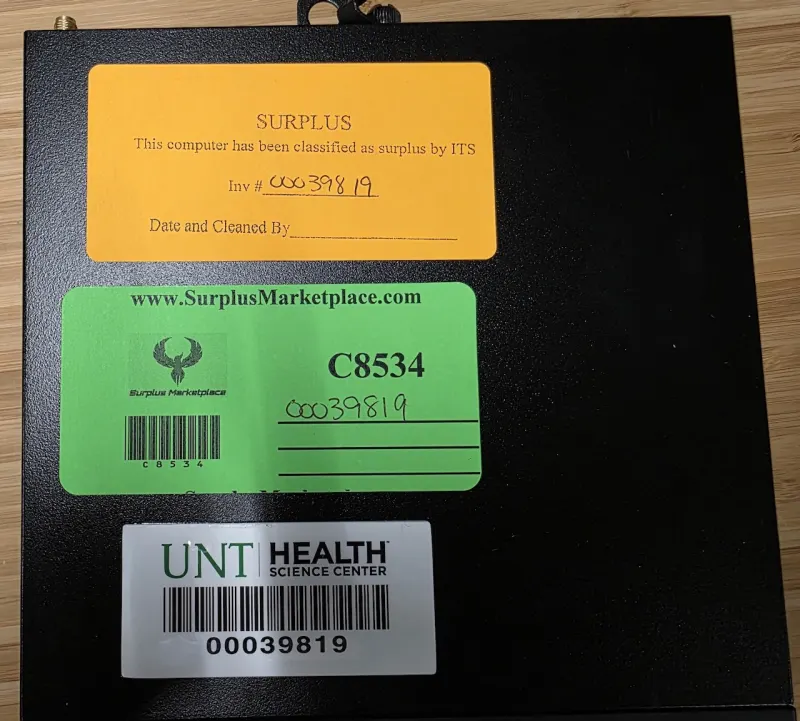 SURPLUS
This computer has been classified as surplus by ITS
Inv # 00039819
Date and Cleaned By
www.SurplusMarketplace.com
C8534
Surplus Marketplace
00039819
C8534
UNT HEALTH
SCIENCE CENTER
00039819